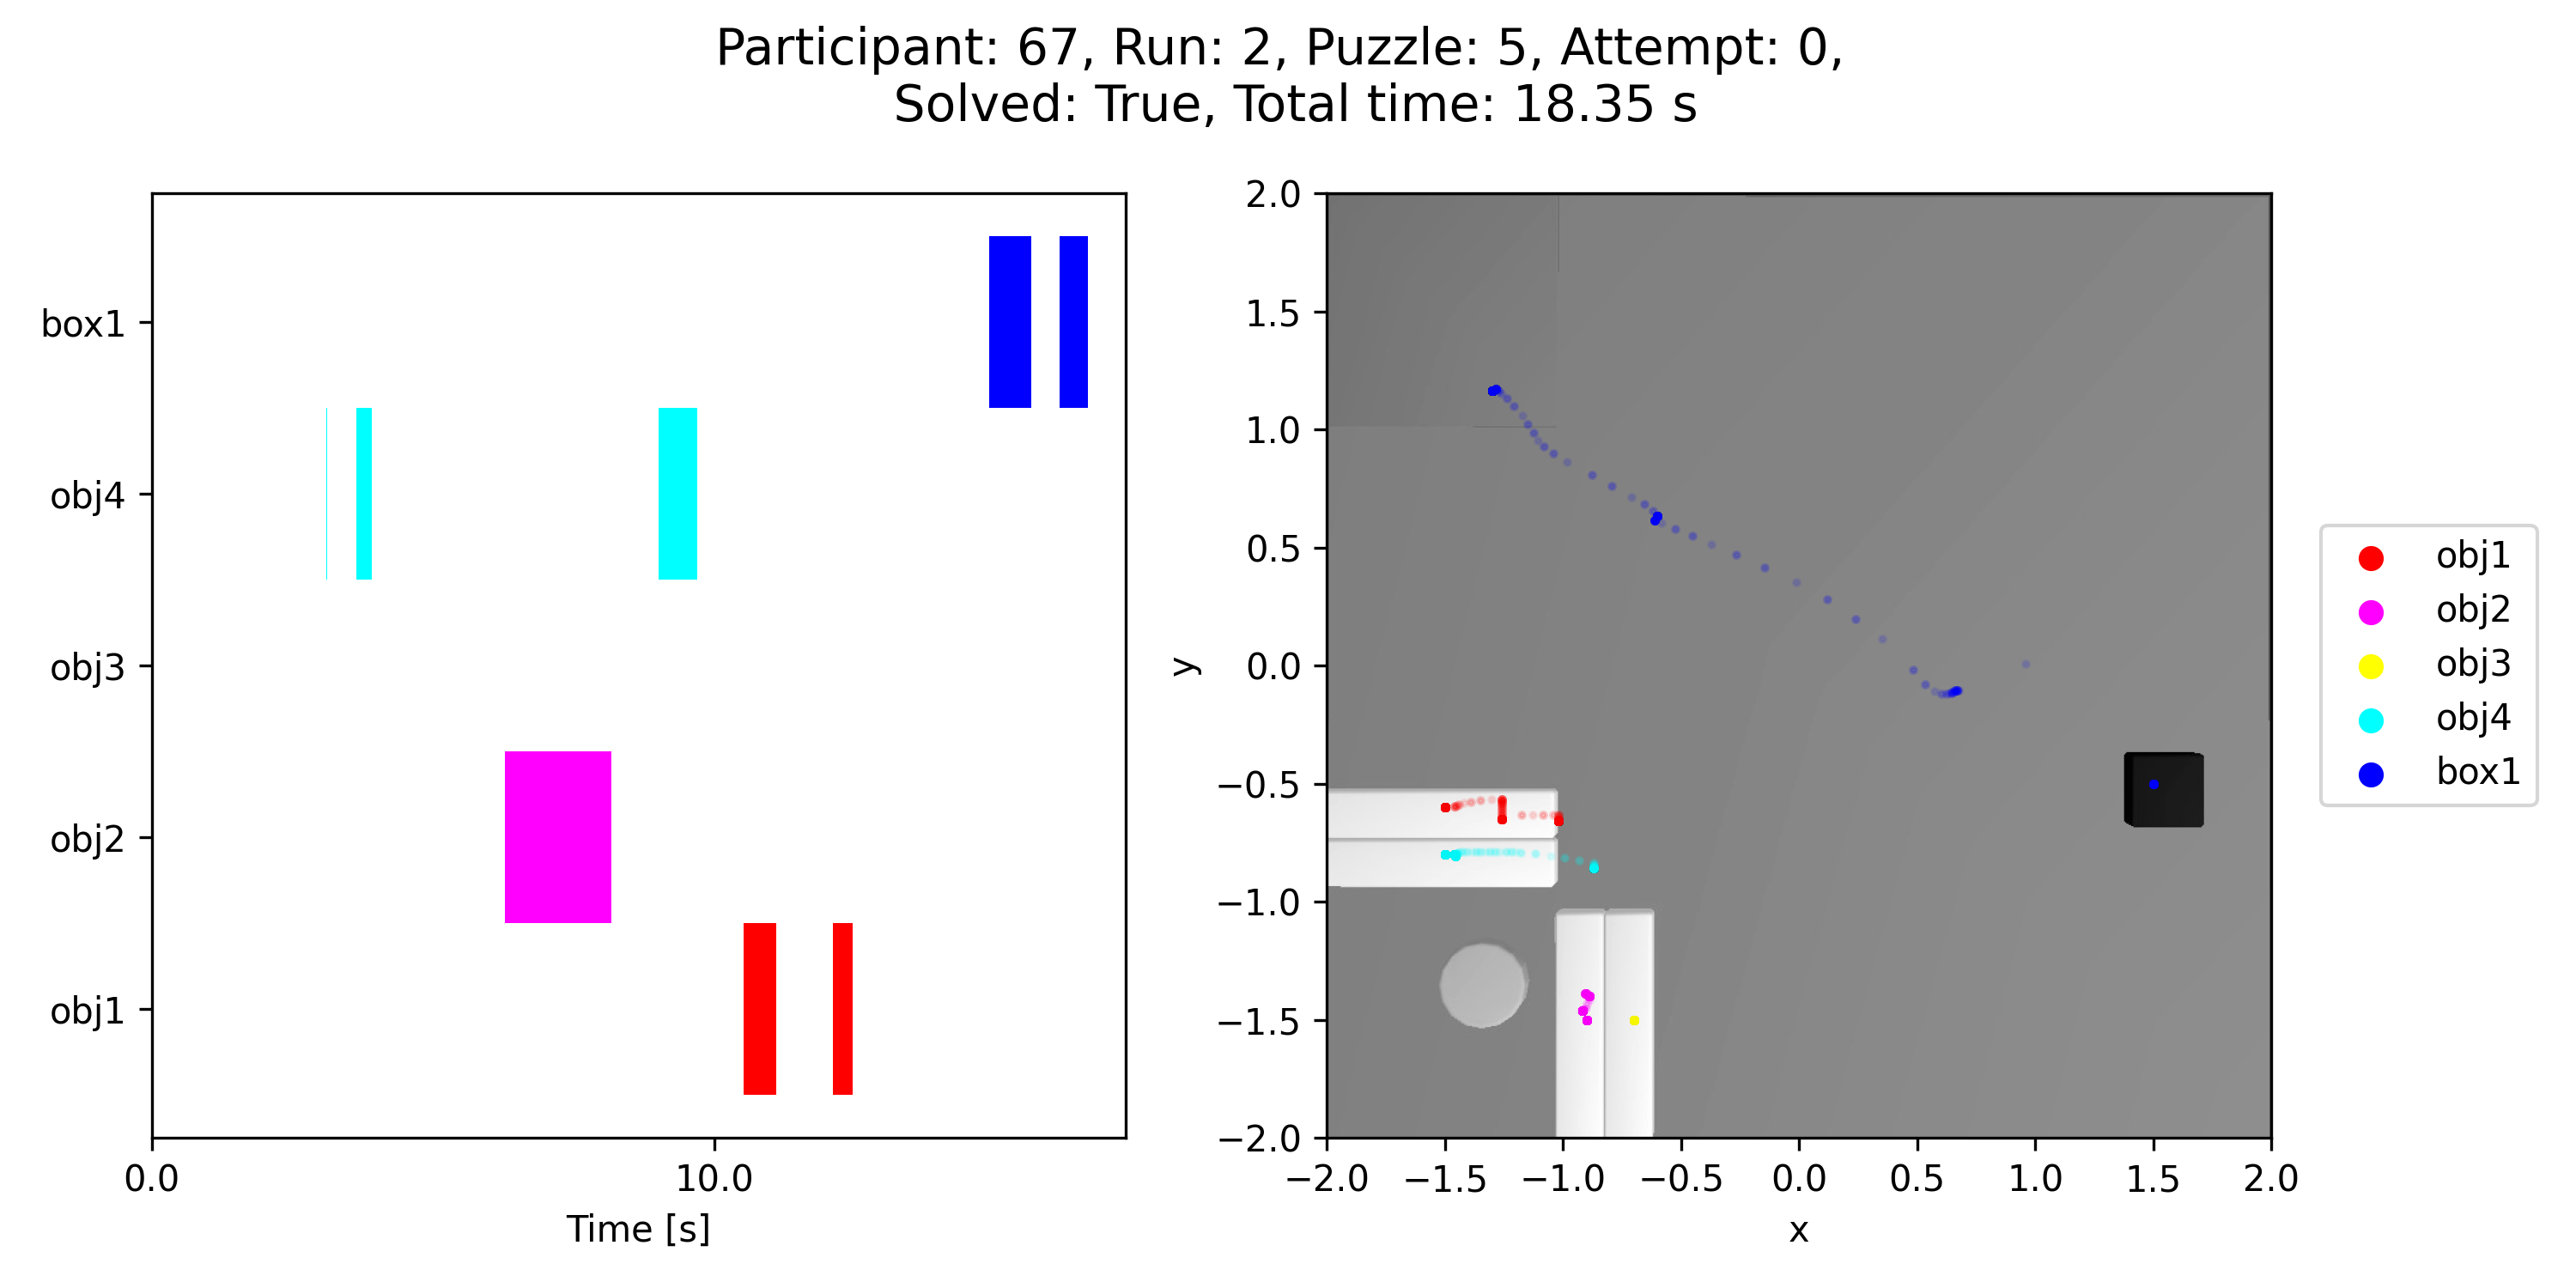 Participant: 67, Run: 2, Puzzle: 5, Attempt: 0,
Solved: True, Total time: 18.35 s
box1
obj4
obj3
obj2
obj1
0.0
10.0
Time [s]
2.0
1.5
1.0
0.5
0.0
−0.5
−1.0
−1.5
−2.0
y
−2.0
−1.5
−1.0
−0.5
0.0
0.5
1.0
1.5
2.0
x
obj1
obj2
obj3
obj4
box1